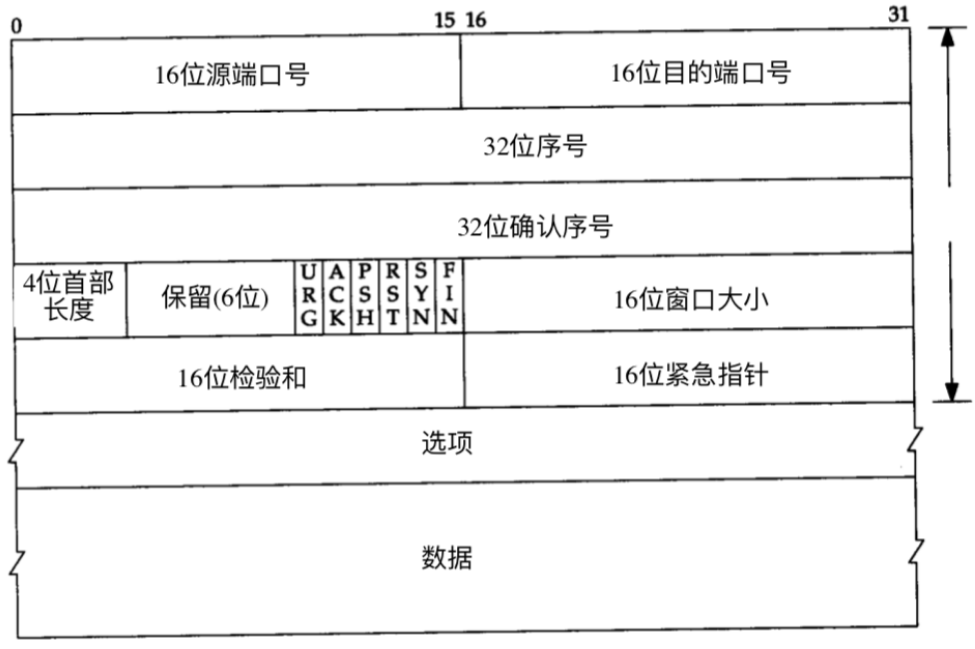 0 15 16 31
16位源端口号 16位目的端口号
32位序号
32位确认序号
4位首部
长度
保留(6位)
URG
ACK
PSH
RST
SYN
FIN
16位窗口大小
16位检验和 16位紧急指针
选项
数据